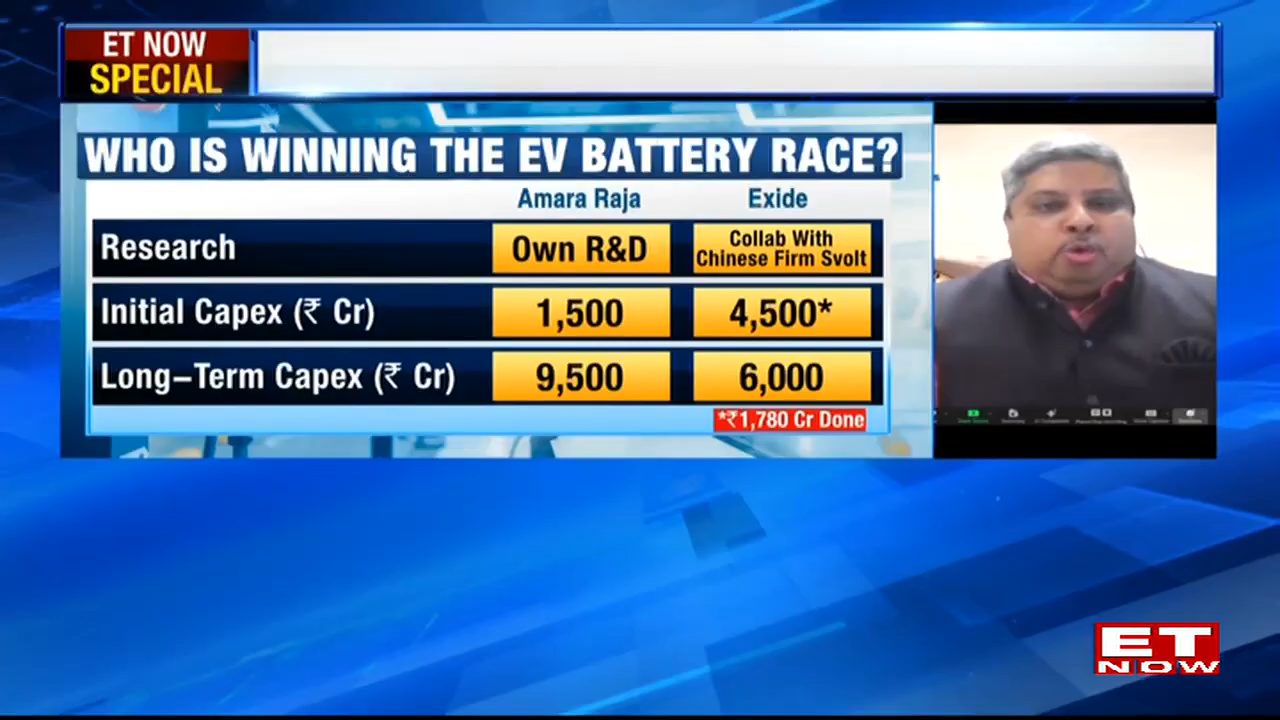 ET NOW
SPECIAL
WHO IS WINNING THE EV BATTERY RACE?
Amara Raja Exide
Research Own R&D Collab With
Chinese Firm Svolt
Initial Capex (₹ Cr) 1,500 4,500*
Long-Term Capex (₹ Cr) 9,500 6,000
*₹1,780 Cr Done
ET
NOW